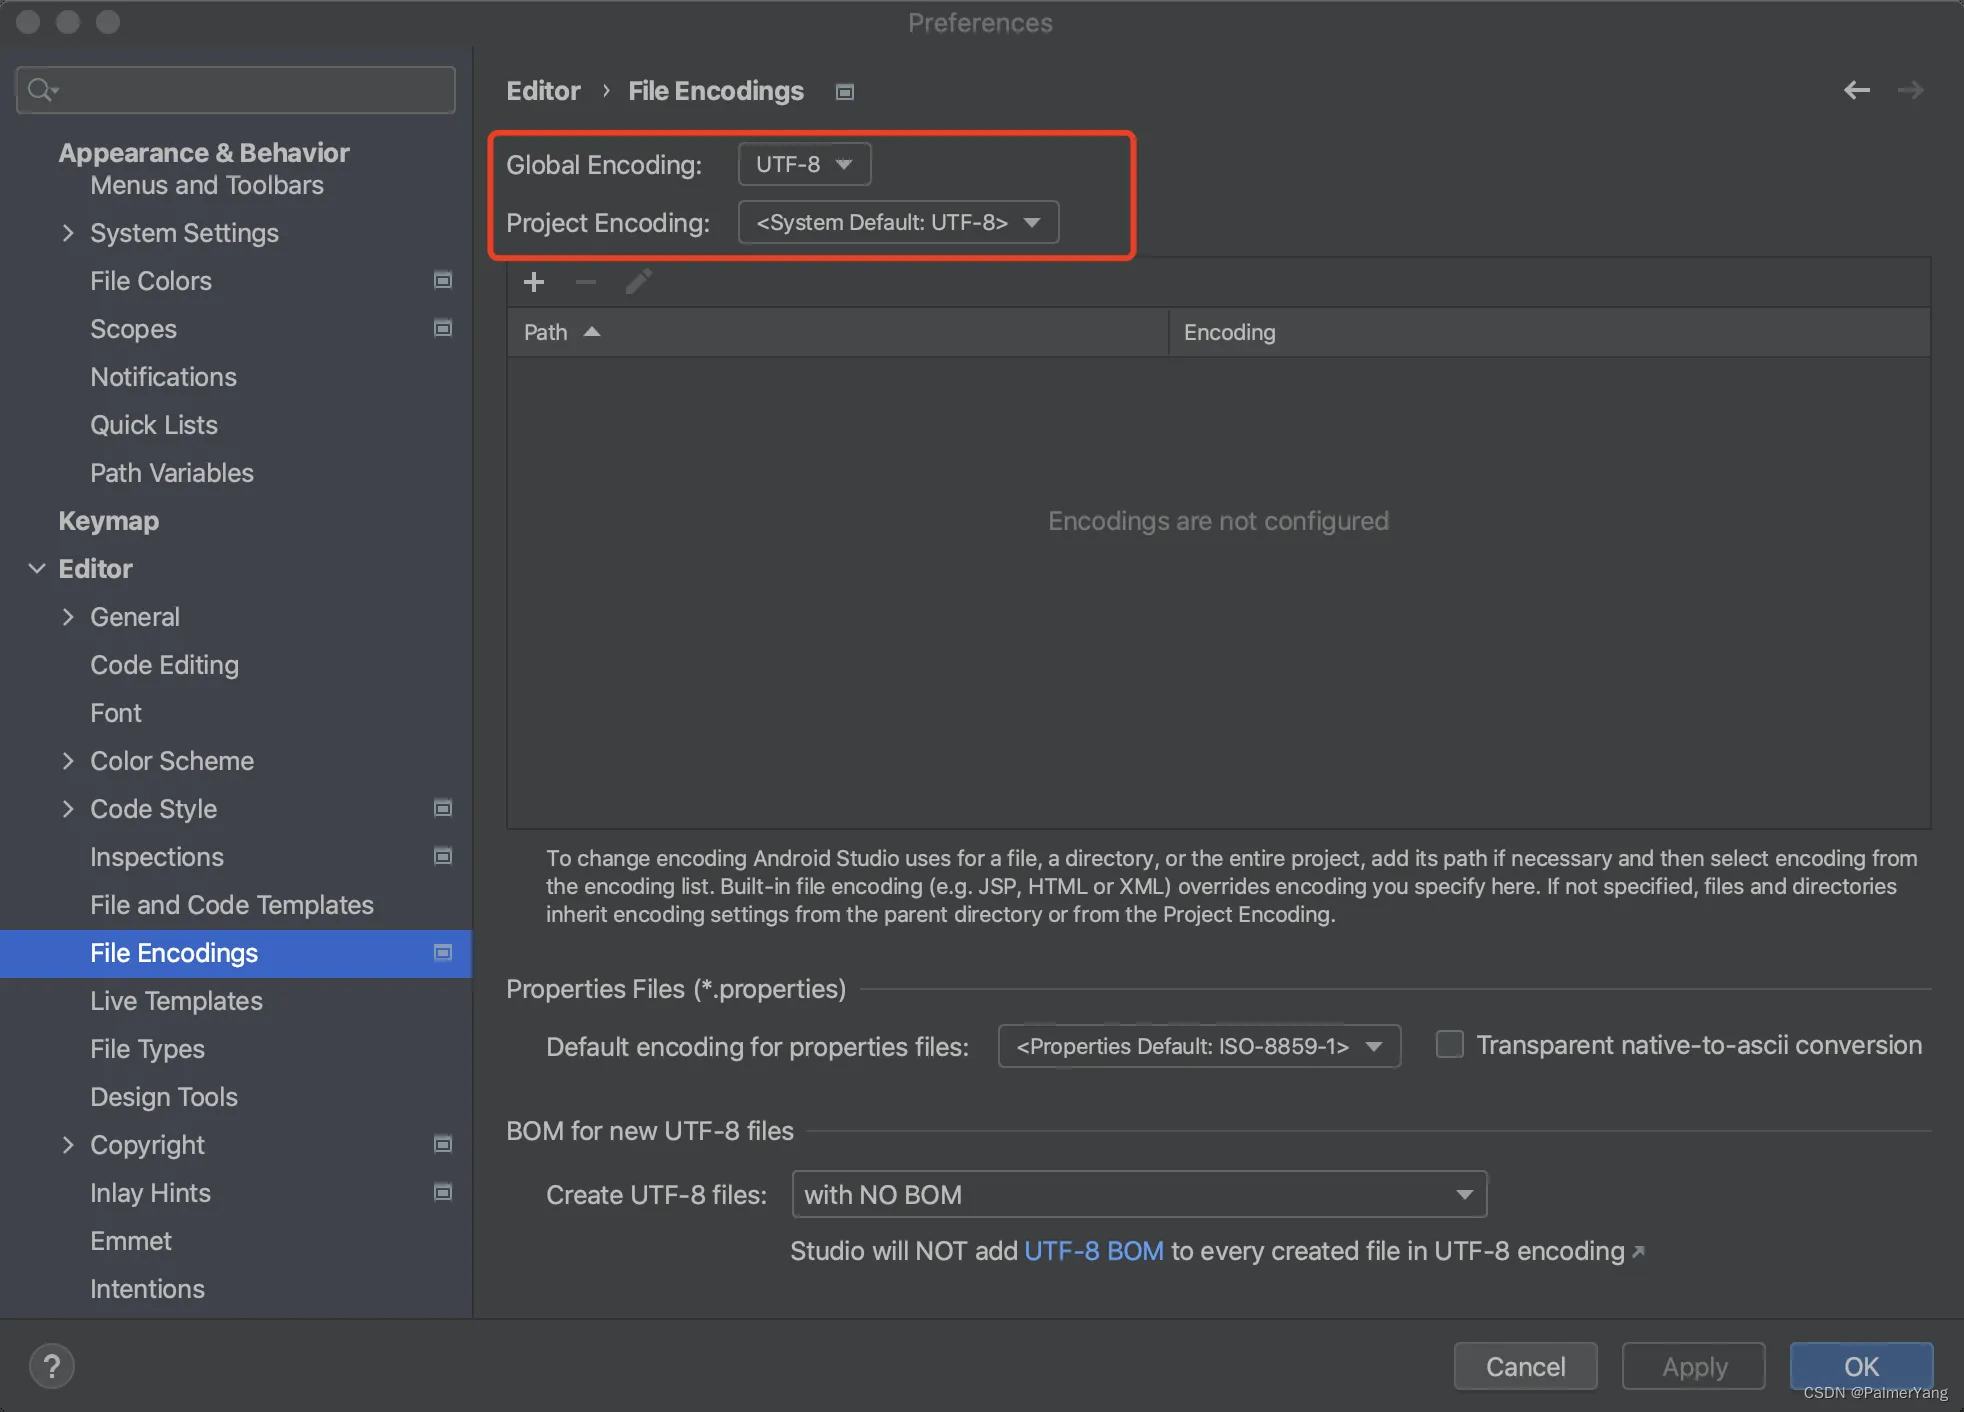 Preferences
Appearance & Behavior
Menus and Toolbars
System Settings
File Colors
Scopes
Notifications
Quick Lists
Path Variables
Keymap
Editor
General
Code Editing
Font
Color Scheme
Code Style
Inspections
File and Code Templates
File Encodings
Live Templates
File Types
Design Tools
Copyright
Inlay Hints
Emmet
Intentions
Editor › File Encodings
Global Encoding: UTF-8
Project Encoding: <System Default: UTF-8>
Path Encoding
Encodings are not configured
To change encoding Android Studio uses for a file, a directory, or the entire project, add its path if necessary and then select encoding from
the encoding list. Built-in file encoding (e.g. JSP, HTML or XML) overrides encoding you specify here. If not specified, files and directories
inherit encoding settings from the parent directory or from the Project Encoding.
Properties Files (*.properties)
Default encoding for properties files: <Properties Default: ISO-8859-1> Transparent native-to-ascii conversion
BOM for new UTF-8 files
Create UTF-8 files: with NO BOM
Studio will NOT add UTF-8 BOM to every created file in UTF-8 encoding
?
Cancel Apply OK
CSDN @PalmerYang